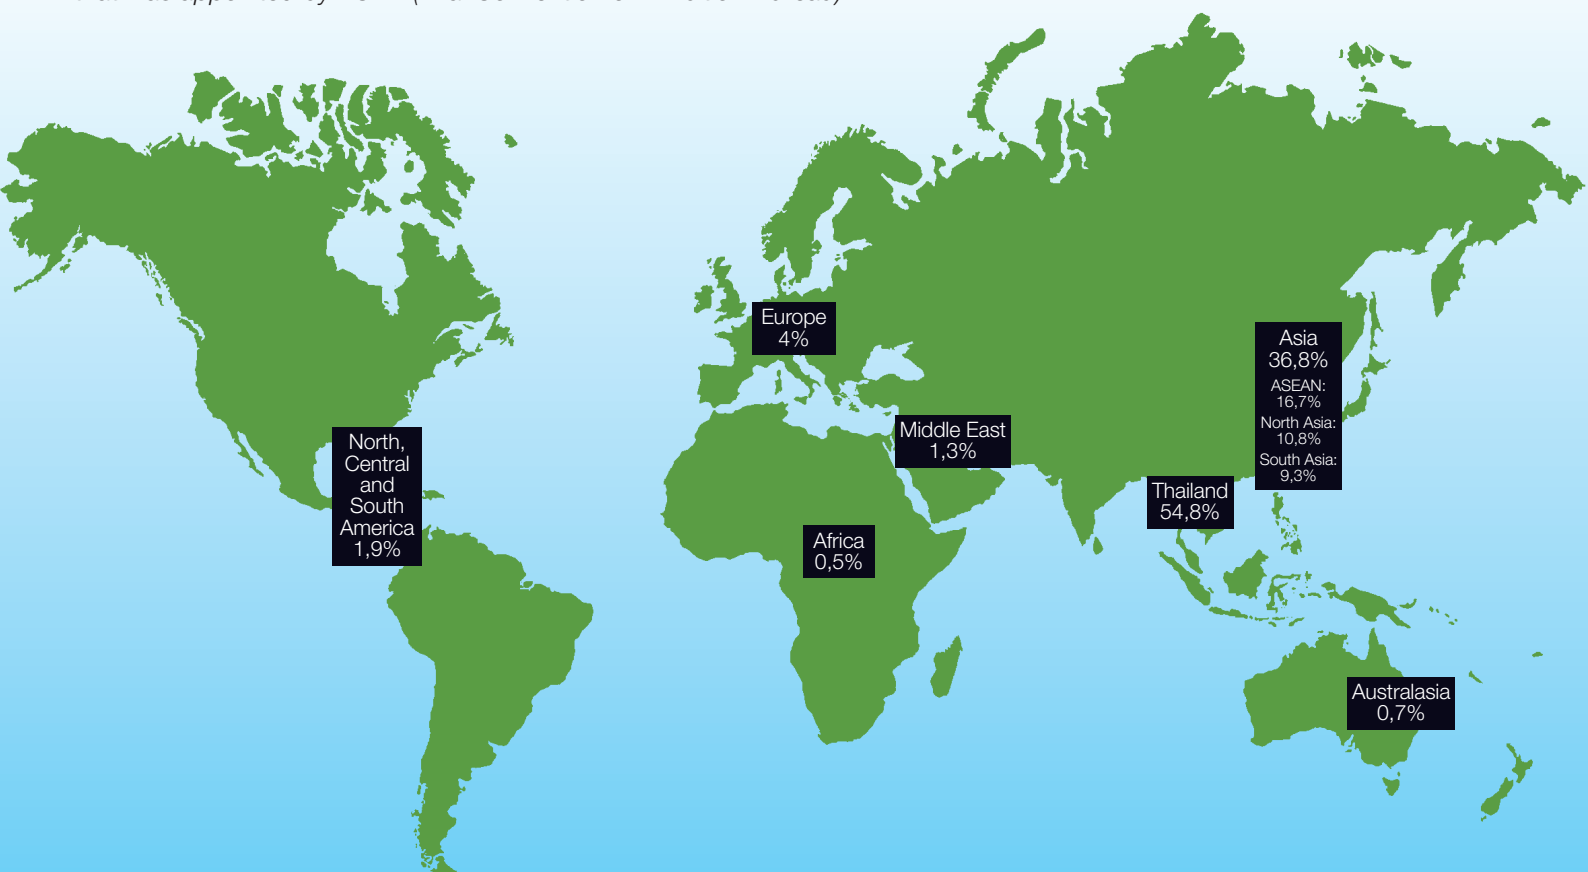 Europe
4%
Asia
36,8%
ASEAN:
16,7%
North Asia:
10,8%
South Asia:
9,3%
Middle East
1,3%
North,
Central
and
South
America
1,9%
Thailand
54,8%
Africa
0,5%
Australasia
0,7%